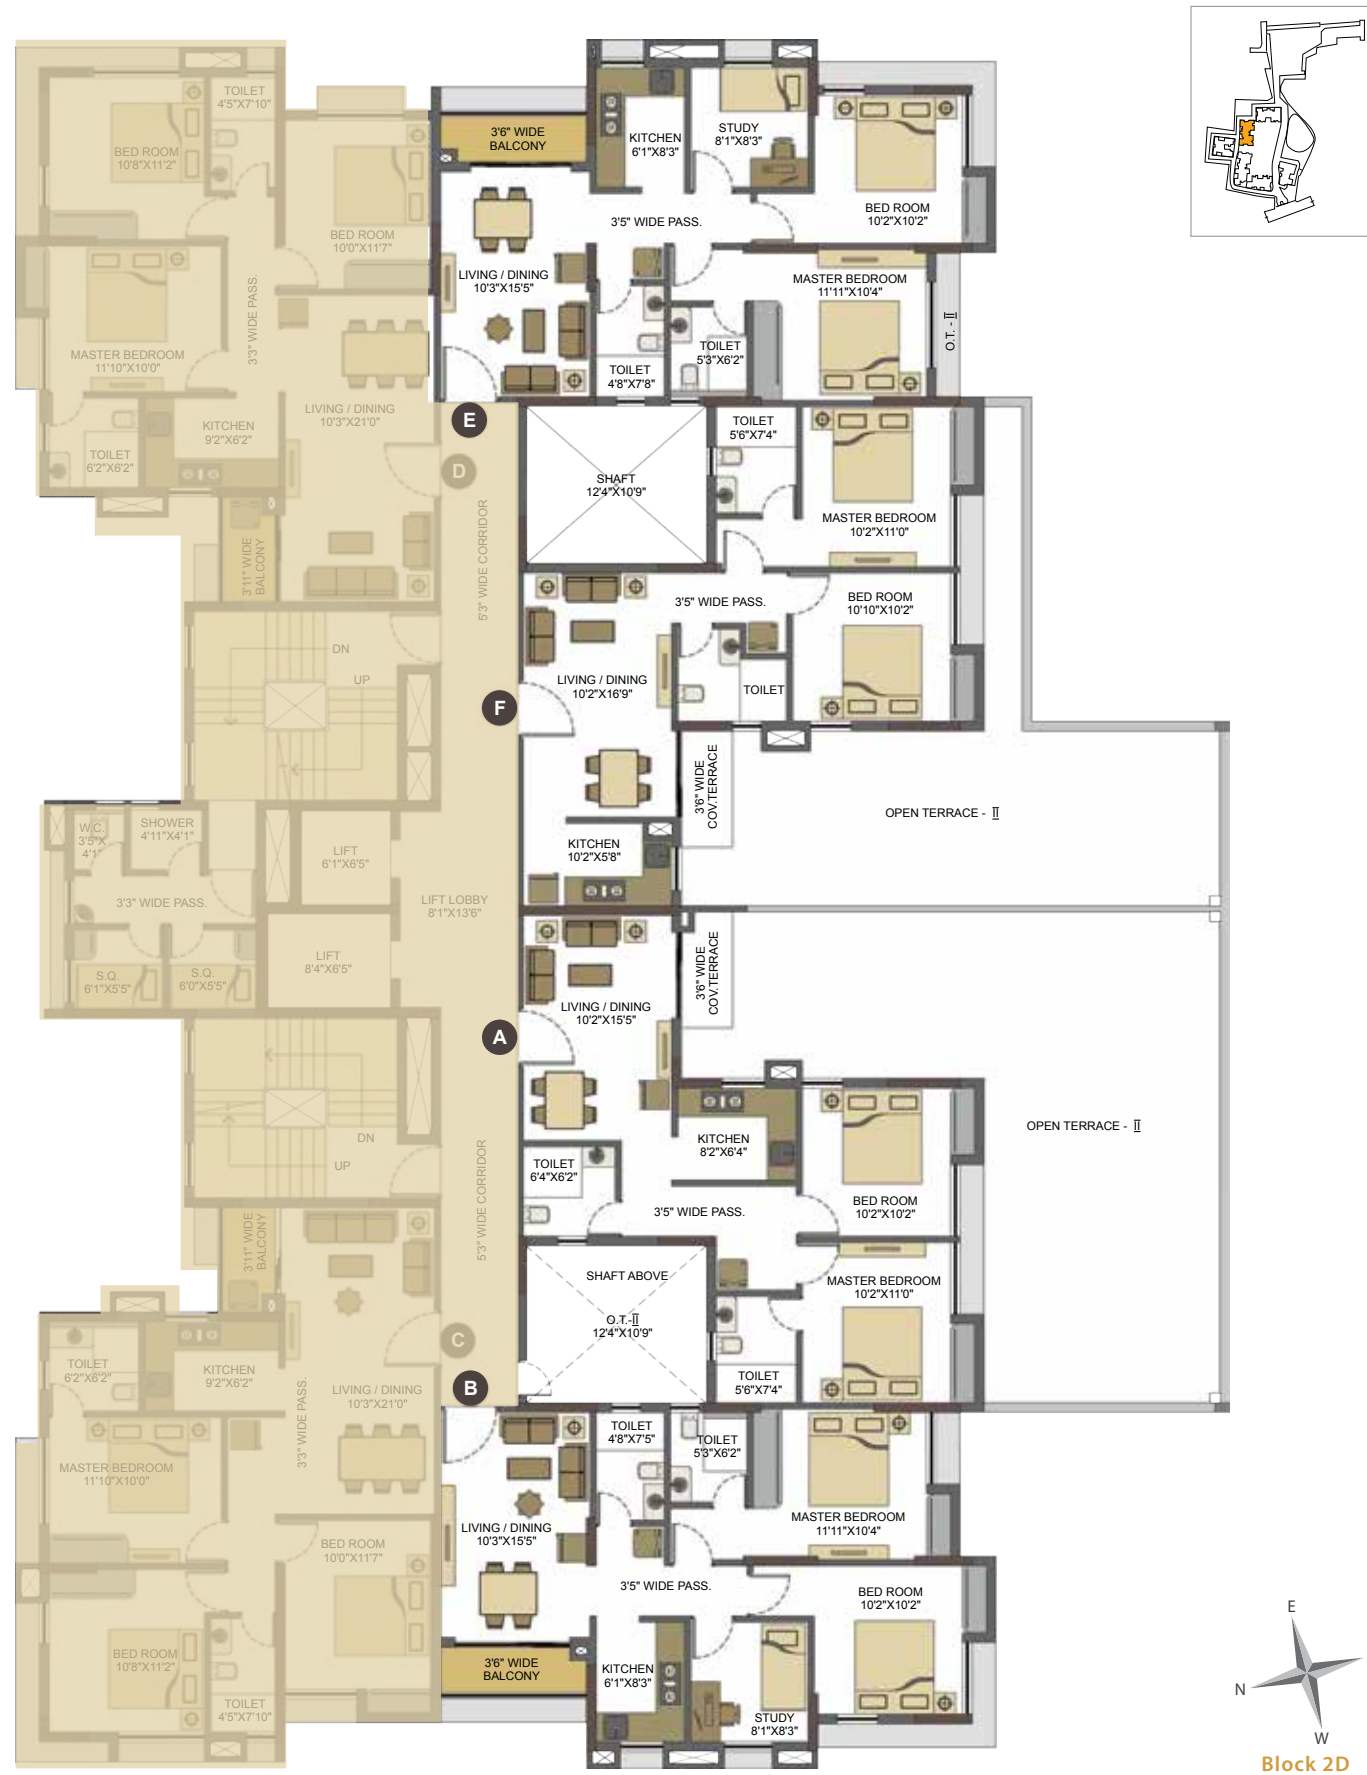 TOILET
4'5"X7'10"
BED ROOM
10'8"X11'2"
BED ROOM
10'0"X11'7"
3'6" WIDE
BALCONY
KITCHEN
6'1"X8'3"
STUDY
8'1"X8'3"
BED ROOM
10'2"X10'2"
3'5" WIDE PASS.
LIVING / DINING
10'3"X15'5"
MASTER BEDROOM
11'11"X10'4"
O.T. - II
TOILET
4'8"X7'8"
TOILET
5'3"X6'2"
3'3" WIDE PASS.
MASTER BEDROOM
11'10"X10'0"
LIVING / DINING
10'3"X21'0"
KITCHEN
9'2"X6'2"
TOILET
6'2"X6'2"
E
D
3'11" WIDE
BALCONY
5'3" WIDE CORRIDOR
SHAFT
12'4"X10'9"
TOILET
5'6"X7'4"
MASTER BEDROOM
10'2"X11'0"
3'5" WIDE PASS.
BED ROOM
10'10"X10'2"
DN
UP
LIVING / DINING
10'2"X16'9"
TOILET
F
3'6" WIDE
COV.TERRACE
OPEN TERRACE - II
W.C.
3'5"X
4'1"
SHOWER
4'11"X4'1"
LIFT
6'1"X6'5"
KITCHEN
10'2"X5'8"
3'3" WIDE PASS.
LIFT LOBBY
8'1"X13'6"
S.Q.
6'1"X5'5"
S.Q.
6'0"X5'5"
LIFT
8'4"X6'5"
3'6" WIDE
COV.TERRACE
LIVING / DINING
10'2"X15'5"
A
OPEN TERRACE - II
DN
UP
KITCHEN
8'2"X6'4"
TOILET
6'4"X6'2"
5'3" WIDE CORRIDOR
3'5" WIDE PASS.
BED ROOM
10'2"X10'2"
3'11" WIDE
BALCONY
SHAFT ABOVE
O.T.-II
12'4"X10'9"
MASTER BEDROOM
10'2"X11'0"
C
TOILET
6'2"X6'2"
KITCHEN
9'2"X6'2"
3'3" WIDE PASS.
LIVING / DINING
10'3"X21'0"
B
TOILET
5'6"X7'4"
TOILET
4'8"X7'5"
TOILET
5'3"X6'2"
MASTER BEDROOM
11'10"X10'0"
MASTER BEDROOM
11'11"X10'4"
LIVING / DINING
10'3"X15'5"
BED ROOM
10'0"X11'7"
3'5" WIDE PASS.
BED ROOM
10'2"X10'2"
BED ROOM
10'8"X11'2"
3'6" WIDE
BALCONY
KITCHEN
6'1"X8'3"
TOILET
4'5"X7'10"
STUDY
8'1"X8'3"
E
N
W
Block 2D